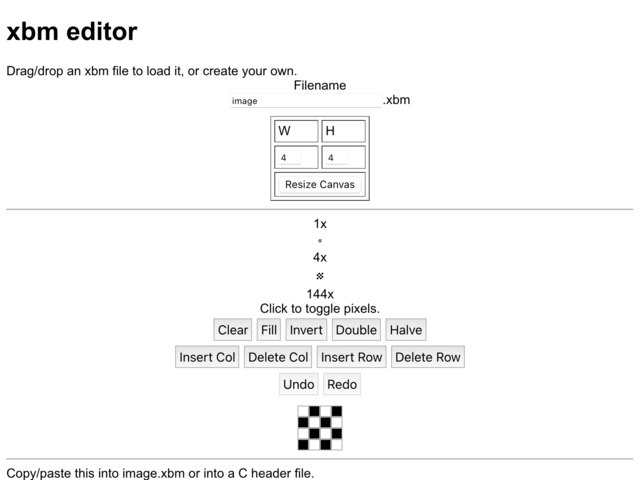 xbm editor
Drag/drop an xbm file to load it, or create your own.
Filename
image .xbm
W H
4 4
Resize Canvas
1x
4x
144x
Click to toggle pixels.
Clear Fill Invert Double Halve
Insert Col Delete Col Insert Row Delete Row
Undo Redo
Copy/paste this into image.xbm or into a C header file.